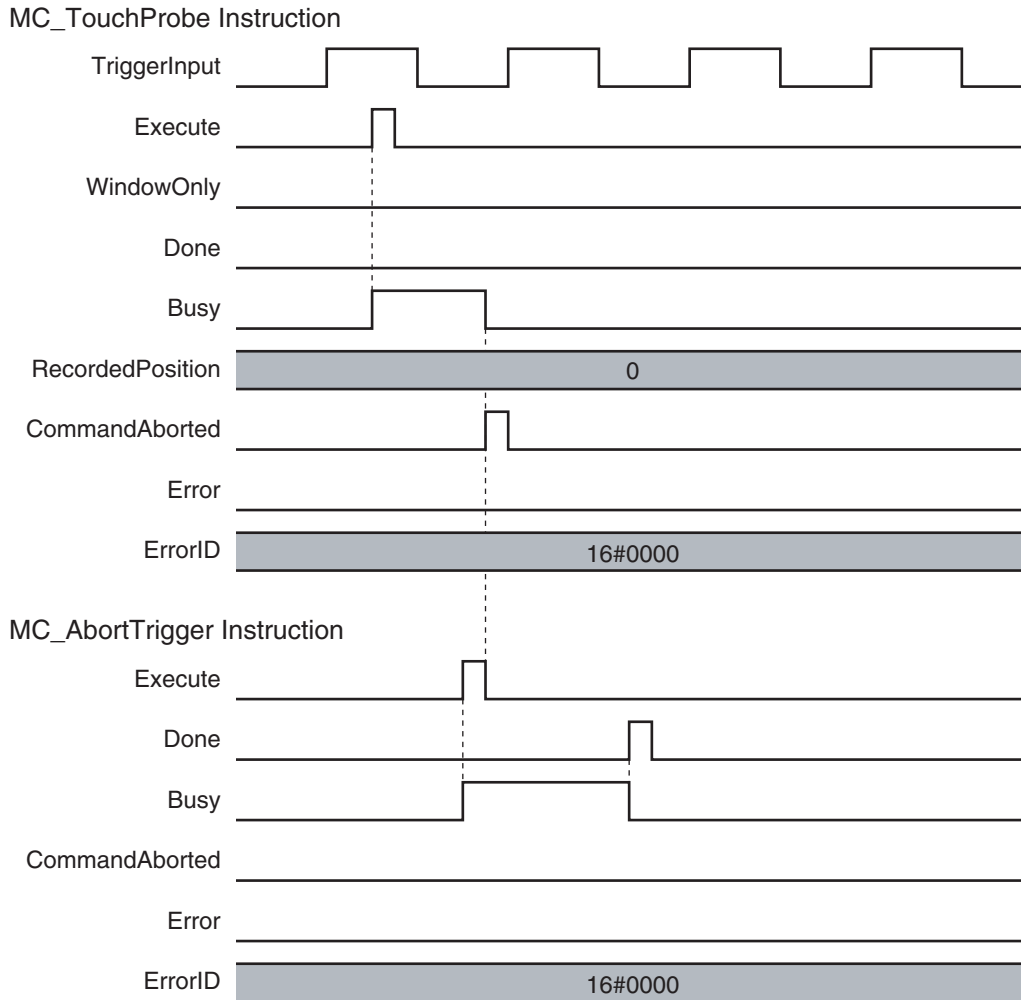 MC_TouchProbe Instruction
TriggerInput
Execute
WindowOnly
Done
Busy
RecordedPosition
0
CommandAborted
Error
ErrorID
16#0000
MC_AbortTrigger Instruction
Execute
Done
Busy
CommandAborted
Error
ErrorID
16#0000